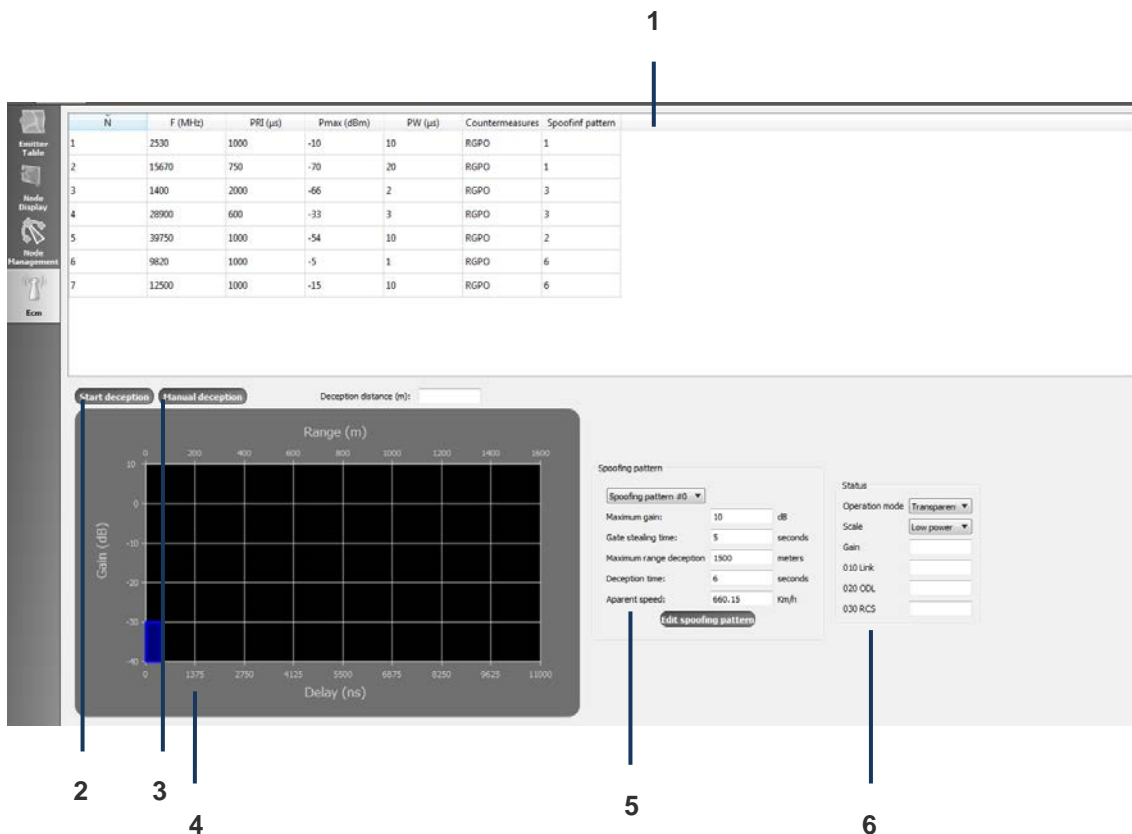 1
Emitter Table
Node Display
Node Management
Ecm
Ñ F (MHz) PRI (µs) Pmax (dBm) PW (µs) Countermeasures Spoofinf pattern
1 2530 1000 -10 10 RGPO 1
2 15670 750 -70 20 RGPO 1
3 1400 2000 -66 2 RGPO 3
4 28900 600 -33 3 RGPO 3
5 39750 1000 -54 10 RGPO 2
6 9820 1000 -5 1 RGPO 6
7 12500 1000 -15 10 RGPO 6
Start deception Manual deception Deception distance (m):
Range (m)
0 200 400 600 800 1000 1200 1400 1600
Gain (dB)
10
0
-10
-20
-30
-40
0 1375 2750 4125 5500 6875 8250 9625 11000
Delay (ns)
Spoofing pattern
Spoofing pattern #0
Maximum gain: 10 dB
Gate stealing time: 5 seconds
Maximum range deception 1500 meters
Deception time: 6 seconds
Aparent speed: 660.15 Km/h
Edit spoofing pattern
Status
Operation mode Transparen
Scale Low power
Gain
010 Link
020 ODL
030 RCS
2
3
4
5
6